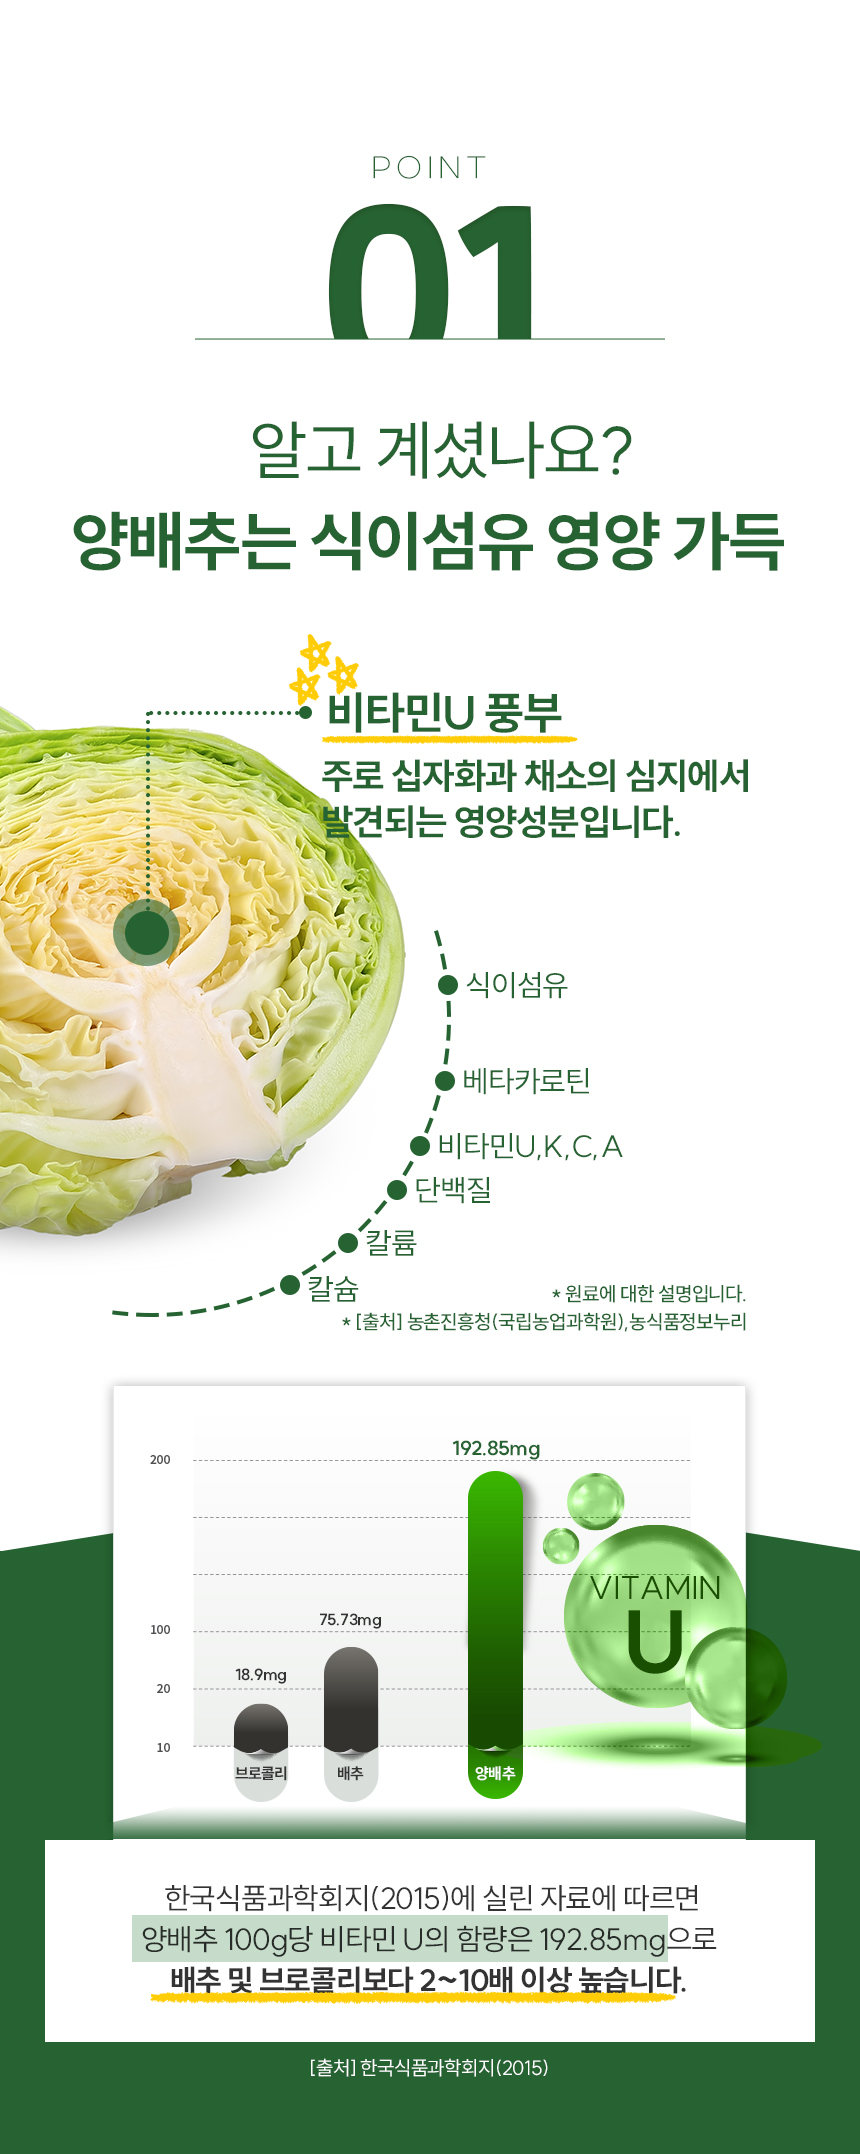 POINT
01
알고 계셨나요?
양배추는 식이섬유 영양 가득
비타민U 풍부
주로 십자화과 채소의 심지에서
발견되는 영양성분입니다.
식이섬유
베타카로틴
비타민U,K,C,A
단백질
칼륨
칼슘
* 원료에 대한 설명입니다.
* [출처] 농촌진흥청(국립농업과학원),농식품정보누리
192.85mg
200
VITAMIN
U
75.73mg
100
18.9mg
20
10
브로콜리
배추
양배추
한국식품과학회지(2015)에 실린 자료에 따르면
양배추 100g당 비타민 U의 함량은 192.85mg으로
배추 및 브로콜리보다 2~10배 이상 높습니다.
[출처] 한국식품과학회지(2015)